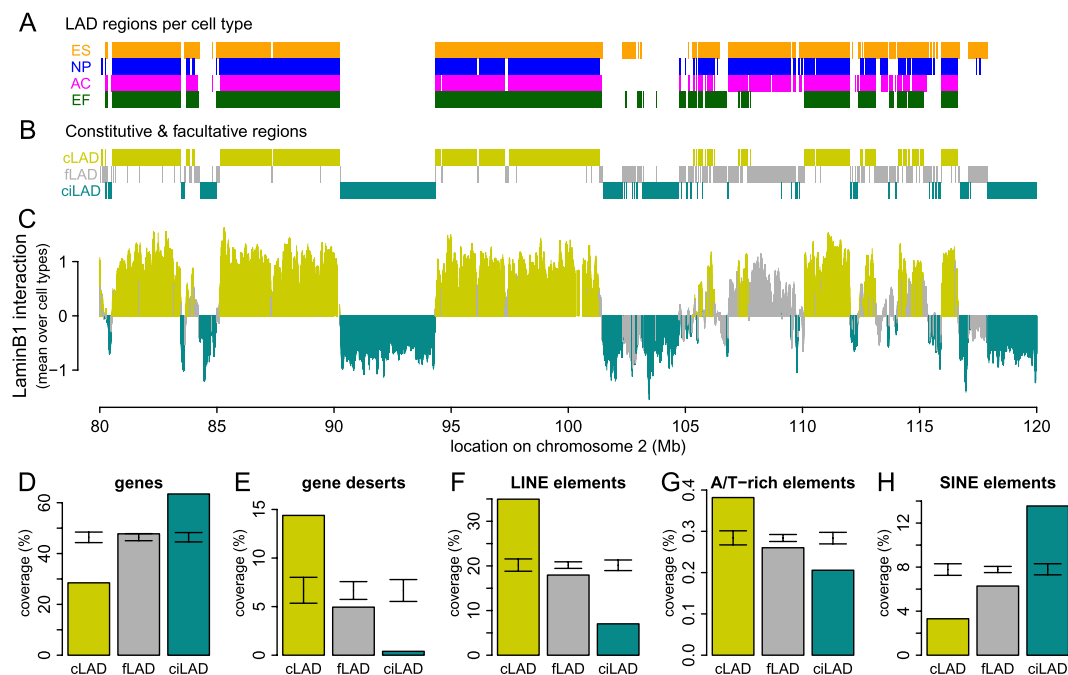 A LAD regions per cell type
ES
NP
AC
EF
B Constitutive & facultative regions
cLAD
fLAD
ciLAD
C
LaminB1 interaction
(mean over cell types)
1
0
−1
80 85 90 95 100 105 110 115 120
location on chromosome 2 (Mb)
D genes
coverage (%)
0 20 40 60
cLAD fLAD ciLAD
E gene deserts
coverage (%)
0 5 10 15
cLAD fLAD ciLAD
F LINE elements
coverage (%)
0 10 20 30
cLAD fLAD ciLAD
G A/T−rich elements
coverage (%)
0.0 0.1 0.2 0.3 0.4
cLAD fLAD ciLAD
H SINE elements
coverage (%)
0 4 8 12
cLAD fLAD ciLAD